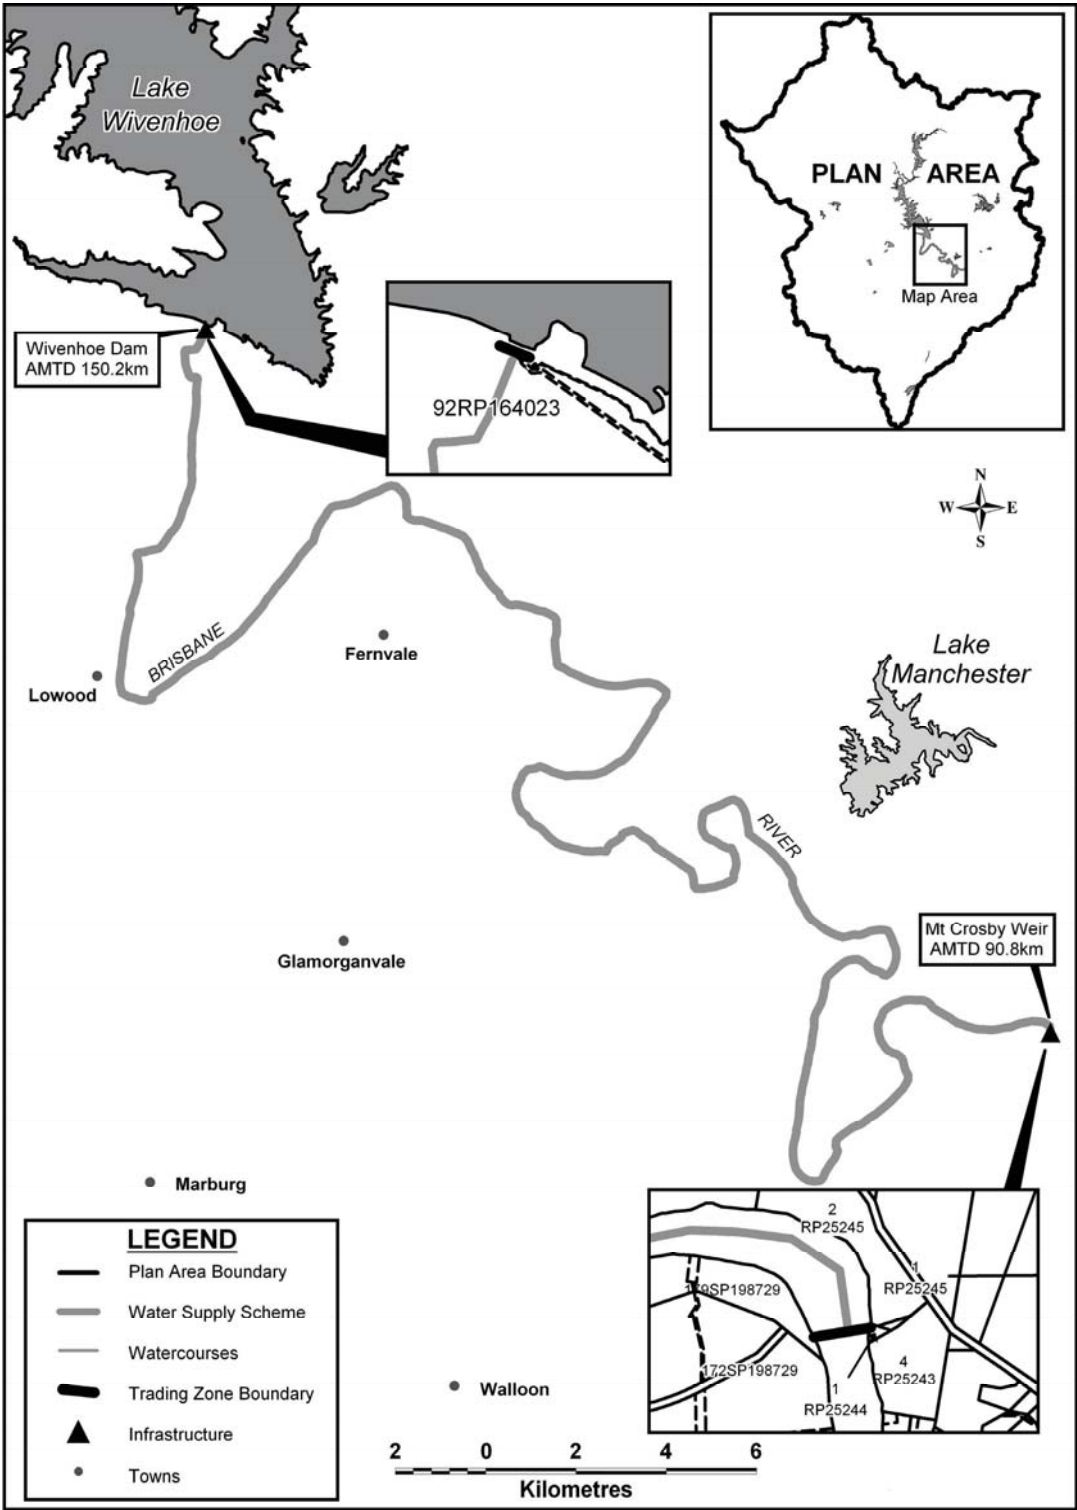 Lake
Wivenhoe
PLAN AREA
Map Area
Wivenhoe Dam
AMTD 150.2km
92RP164023
N
W E
S
BRISBANE
Fernvale
Lowood
Lake
Manchester
RIVER
Mt Crosby Weir
AMTD 90.8km
Glamorganvale
Marburg
2
RP25245
1
RP25245
179SP198729
172SP198729
4
RP25243
1
RP25244
Walloon
LEGEND
Plan Area Boundary
Water Supply Scheme
Watercourses
Trading Zone Boundary
Infrastructure
Towns
2 0 2 4 6
Kilometres